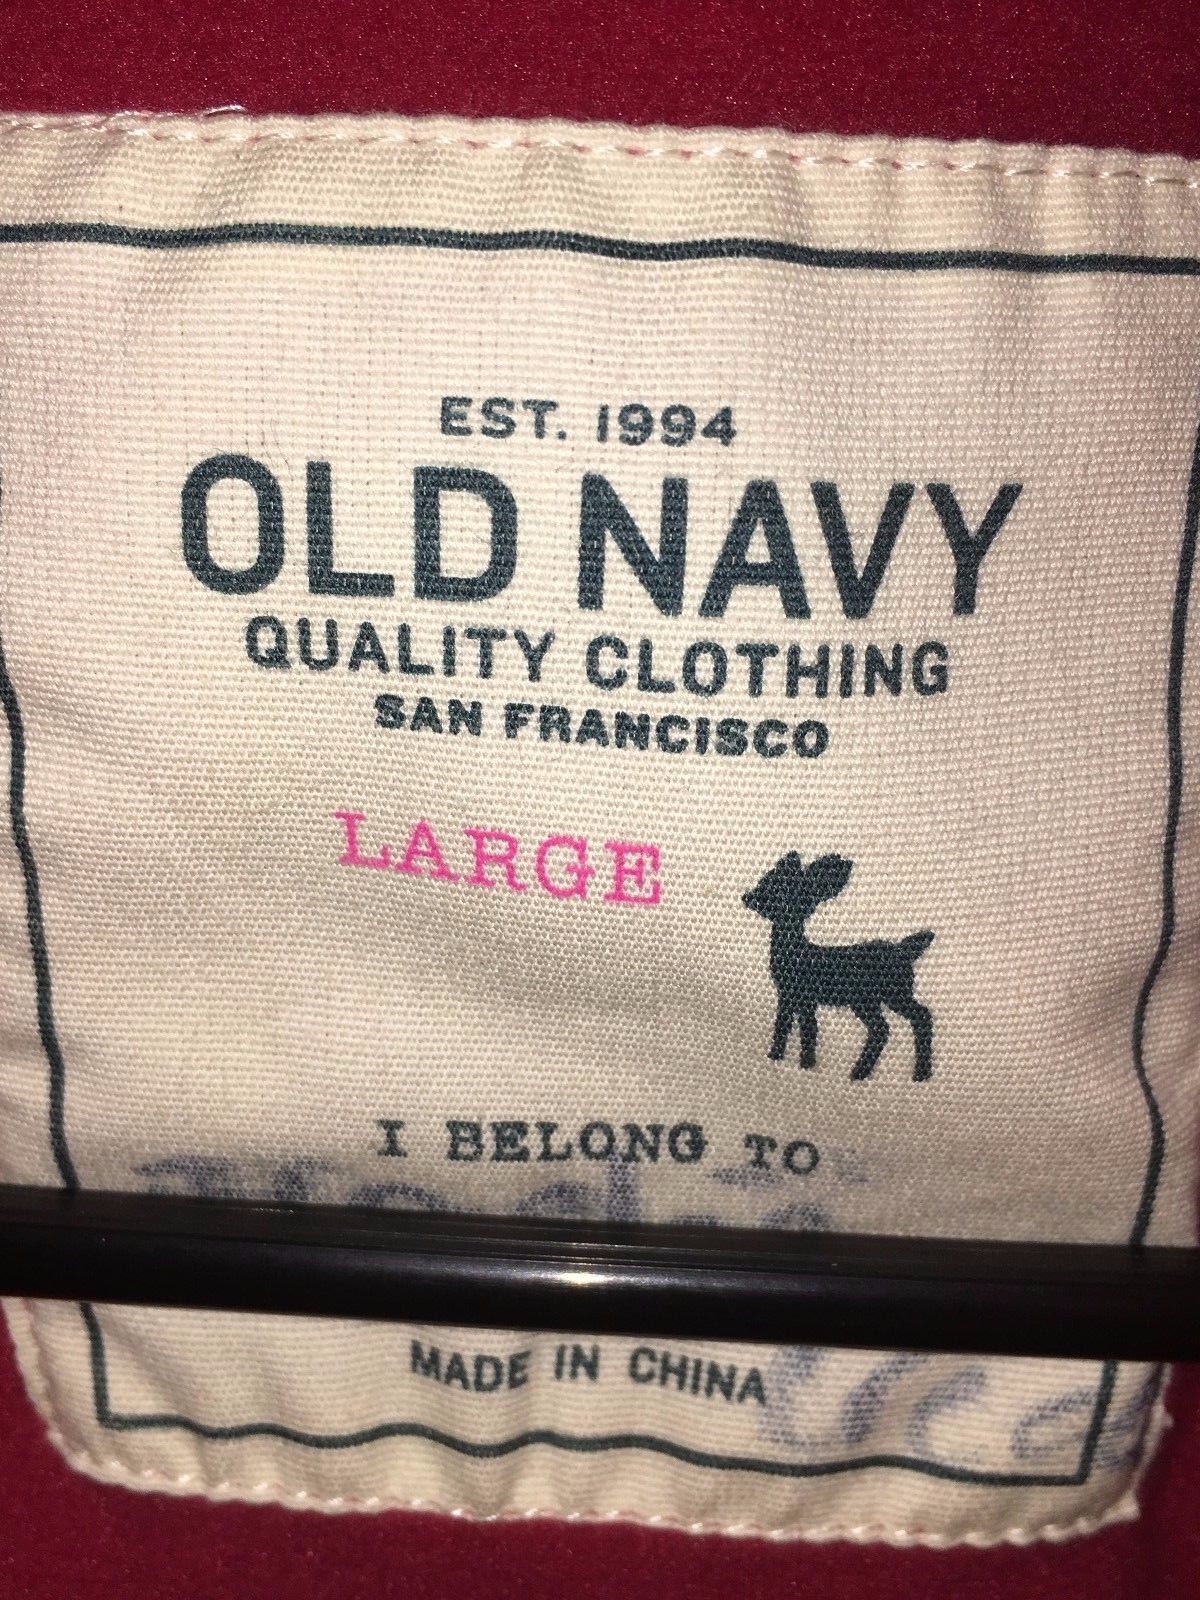 EST. 1994
OLD NAVY
QUALITY CLOTHING
SAN FRANCISCO
LARGE
I BELONG TO
MADE IN CHINA